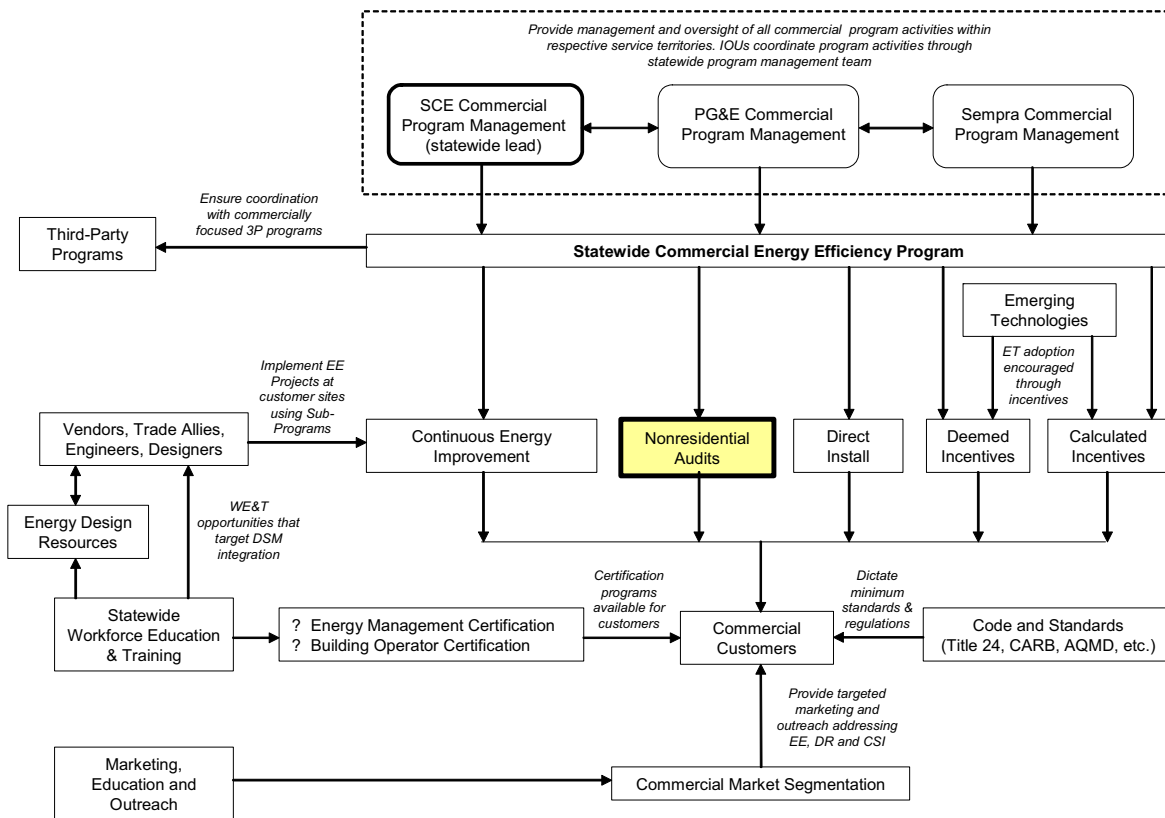 Provide management and oversight of all commercial program activities within
respective service territories. IOUs coordinate program activities through
statewide program management team
SCE Commercial
Program Management
(statewide lead)
PG&E Commercial
Program Management
Sempra Commercial
Program Management
Ensure coordination
with commercially
focused 3P programs
Third-Party
Programs
Statewide Commercial Energy Efficiency Program
Emerging
Technologies
ET adoption
encouraged
through
incentives
Implement EE
Projects at
customer sites
using Sub-
Programs
Vendors, Trade Allies,
Engineers, Designers
Continuous Energy
Improvement
Nonresidential
Audits
Direct
Install
Deemed
Incentives
Calculated
Incentives
Energy Design
Resources
WE&T
opportunities that
target DSM
integration
Statewide
Workforce Education
& Training
? Energy Management Certification
? Building Operator Certification
Certification
programs
available for
customers
Commercial
Customers
Dictate
minimum
standards &
regulations
Code and Standards
(Title 24, CARB, AQMD, etc.)
Provide targeted
marketing and
outreach addressing
EE, DR and CSI
Marketing,
Education and
Outreach
Commercial Market Segmentation